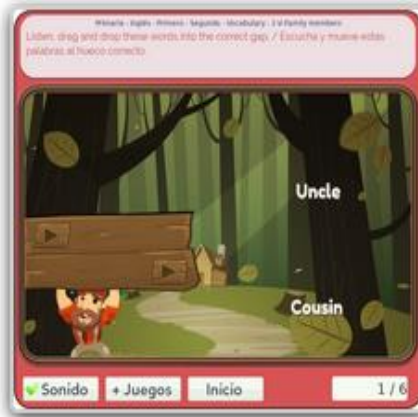 Primaria - Inglés - Primero - Segundo - Vocabulary - 2.0 Family members
Listen, drag and drop these words into the correct gap. / Escucha y mueve estas
palabras al hueco correcto.
Uncle
Cousin
Sonido
+ Juegos
Inicio
1 / 6